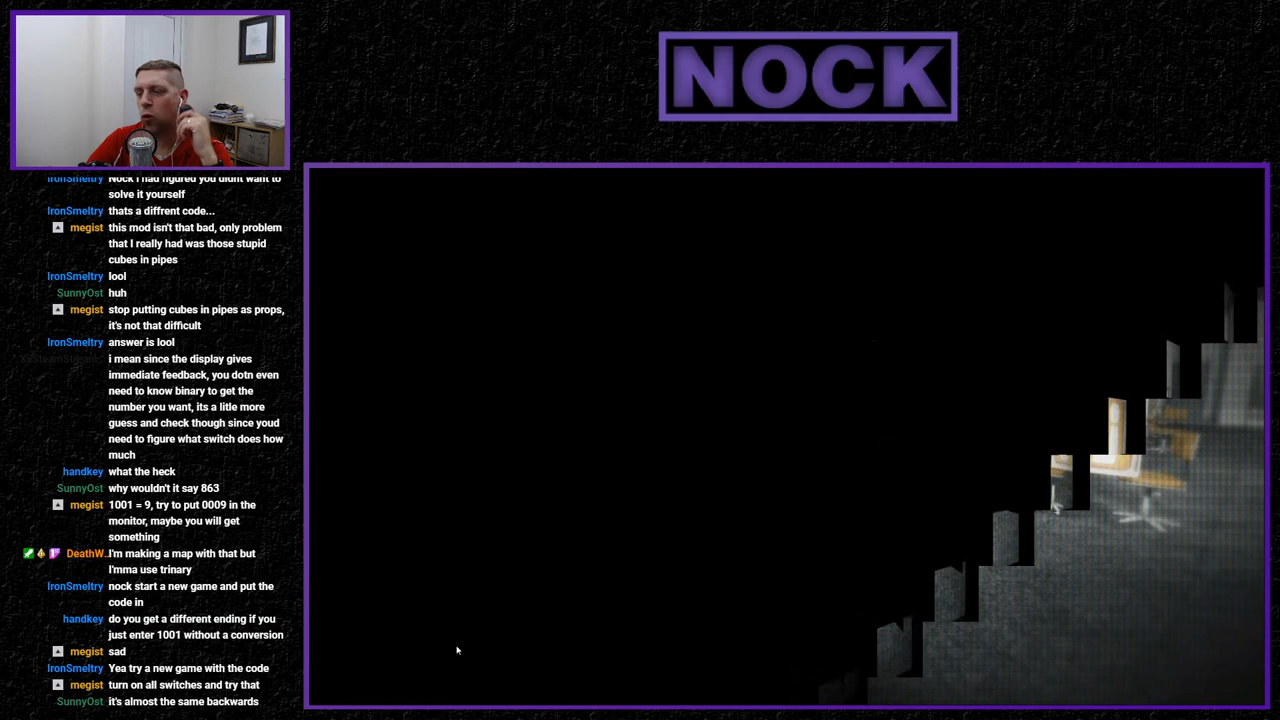 NOCK
IronSmeltry Nock I had figured you didnt want to
solve it yourself
IronSmeltry thats a diffrent code...
megist this mod isn't that bad, only problem
that I really had was those stupid
cubes in pipes
IronSmeltry lool
SunnyOst huh
megist stop putting cubes in pipes as props,
it's not that difficult
IronSmeltry answer is lool
i mean since the display gives
immediate feedback, you dotn even
need to know binary to get the
number you want, its a litle more
guess and check though since youd
need to figure what switch does how
much
handkey what the heck
SunnyOst why wouldn't it say 863
megist 1001 = 9, try to put 0009 in the
monitor, maybe you will get
something
DeathW... I'm making a map with that but
I'mma use trinary
IronSmeltry nock start a new game and put the
code in
handkey do you get a different ending if you
just enter 1001 without a conversion
megist sad
IronSmeltry Yea try a new game with the code
megist turn on all switches and try that
SunnyOst it's almost the same backwards